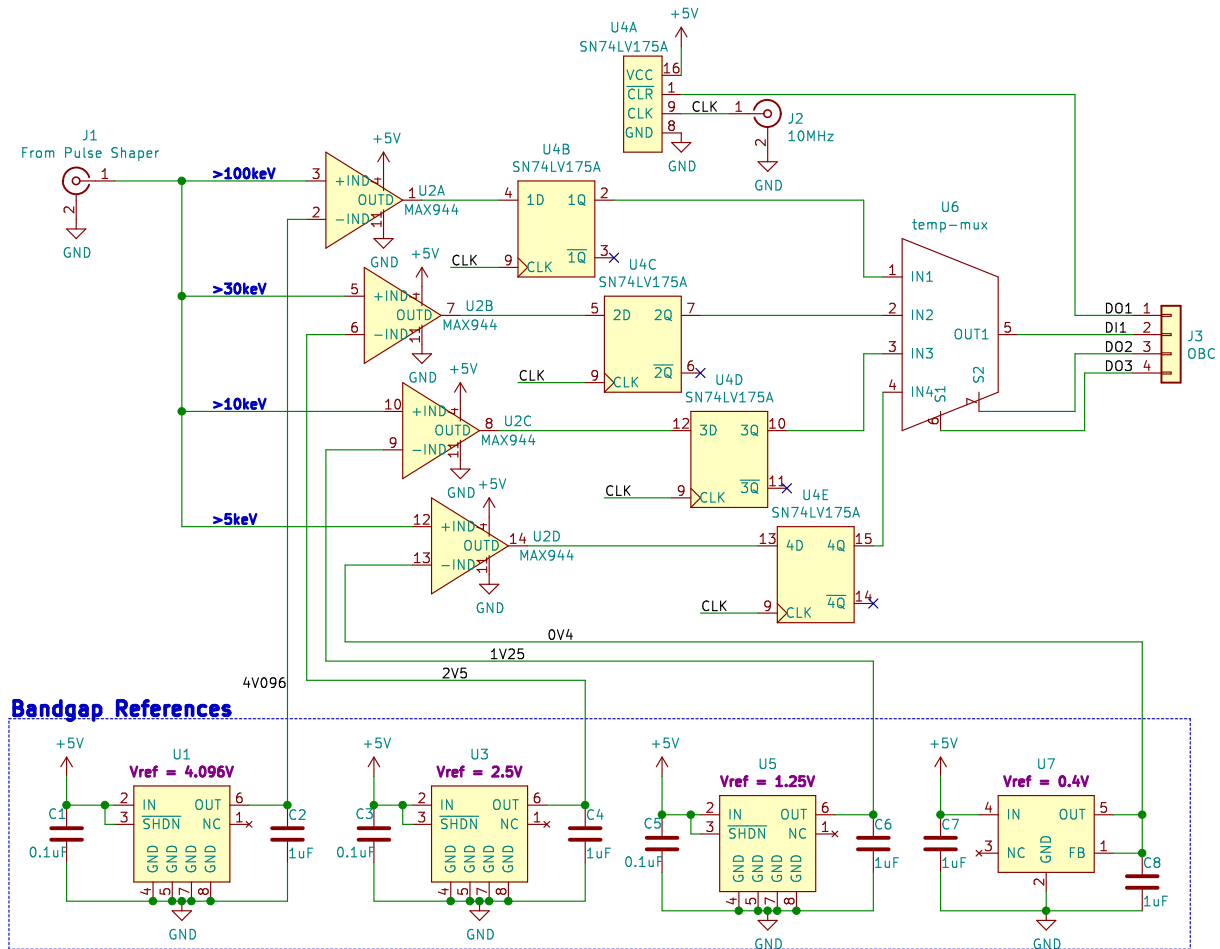 U4A
SN74LV175A
+5V
VCC
16
CLR
1
CLK
9
CLK
1
GND
8
GND
J2
10MHz
2
GND
J1
From Pulse Shaper
1
2
GND
>100keV
3
+IND
2
-IND
OUTD
4
11
1
+5V
GND
U2A
MAX944
U4B
SN74LV175A
4
1D
1Q
2
1Q
3
CLK
9
CLK
>30keV
5
+IND
6
-IND
OUTD
4
11
7
+5V
GND
U2B
MAX944
U4C
SN74LV175A
5
2D
2Q
7
2Q
6
CLK
9
CLK
>10keV
10
+IND
9
-IND
OUTD
4
11
8
+5V
GND
U2C
MAX944
U4D
SN74LV175A
12
3D
3Q
10
3Q
11
CLK
9
CLK
>5keV
12
+IND
13
-IND
OUTD
4
11
14
+5V
GND
U2D
MAX944
U4E
SN74LV175A
13
4D
4Q
15
4Q
14
CLK
9
CLK
U6
temp-mux
1
IN1
2
IN2
3
IN3
4
IN4
OUT1
5
S1
6
S2
7
DO1
1
DI1
2
DO2
3
DO3
4
J3
OBC
0V4
1V25
2V5
4V096
Bandgap References
+5V
C1
0.1uF
U1
Vref = 4.096V
2
IN
OUT
6
3
SHDN
NC
1
GND
GND
GND
GND
4
5
7
8
GND
C2
1uF
+5V
C3
0.1uF
U3
Vref = 2.5V
2
IN
OUT
6
3
SHDN
NC
1
GND
GND
GND
GND
4
5
7
8
GND
C4
1uF
+5V
C5
0.1uF
U5
Vref = 1.25V
2
IN
OUT
6
3
SHDN
NC
1
GND
GND
GND
GND
4
5
7
8
GND
C6
1uF
+5V
C7
1uF
U7
Vref = 0.4V
4
IN
OUT
5
3
NC
GND
FB
1
2
GND
C8
1uF